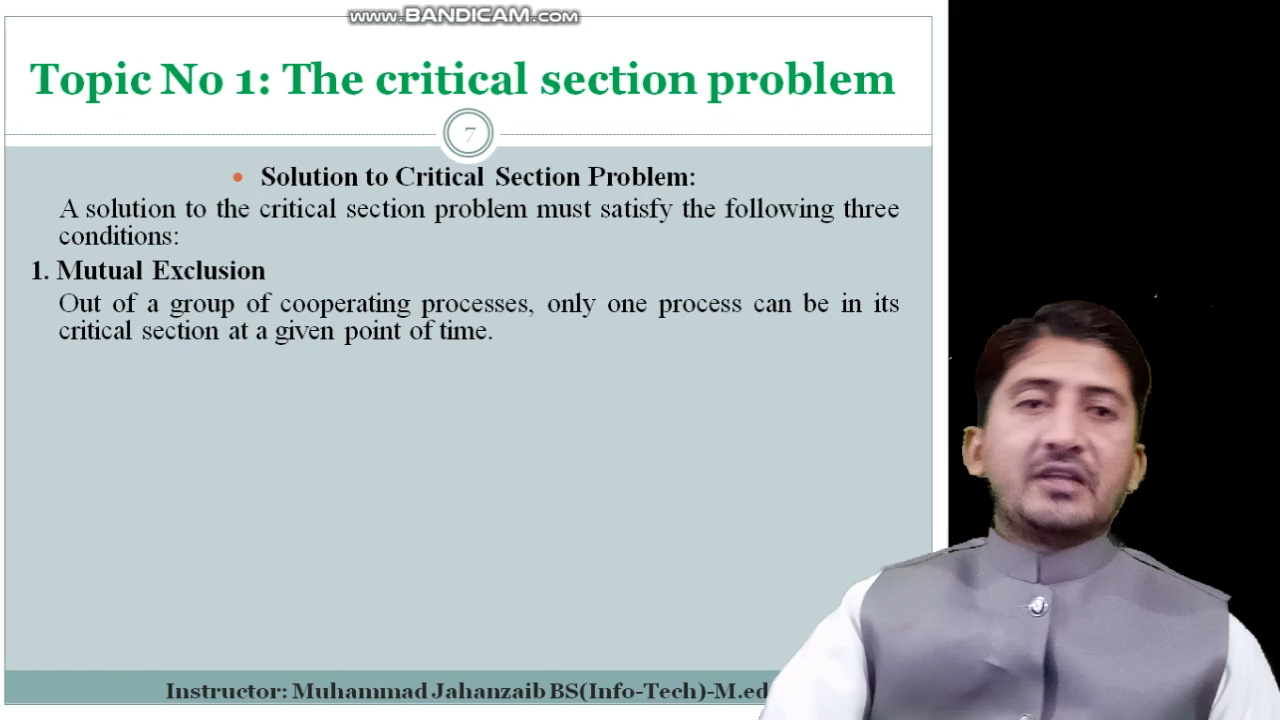 www.BANDICAM.com
Topic No 1: The critical section problem
7
• Solution to Critical Section Problem:
A solution to the critical section problem must satisfy the following three
conditions:
1. Mutual Exclusion
Out of a group of cooperating processes, only one process can be in its
critical section at a given point of time.
Instructor: Muhammad Jahanzaib BS(Info-Tech)-M.ed